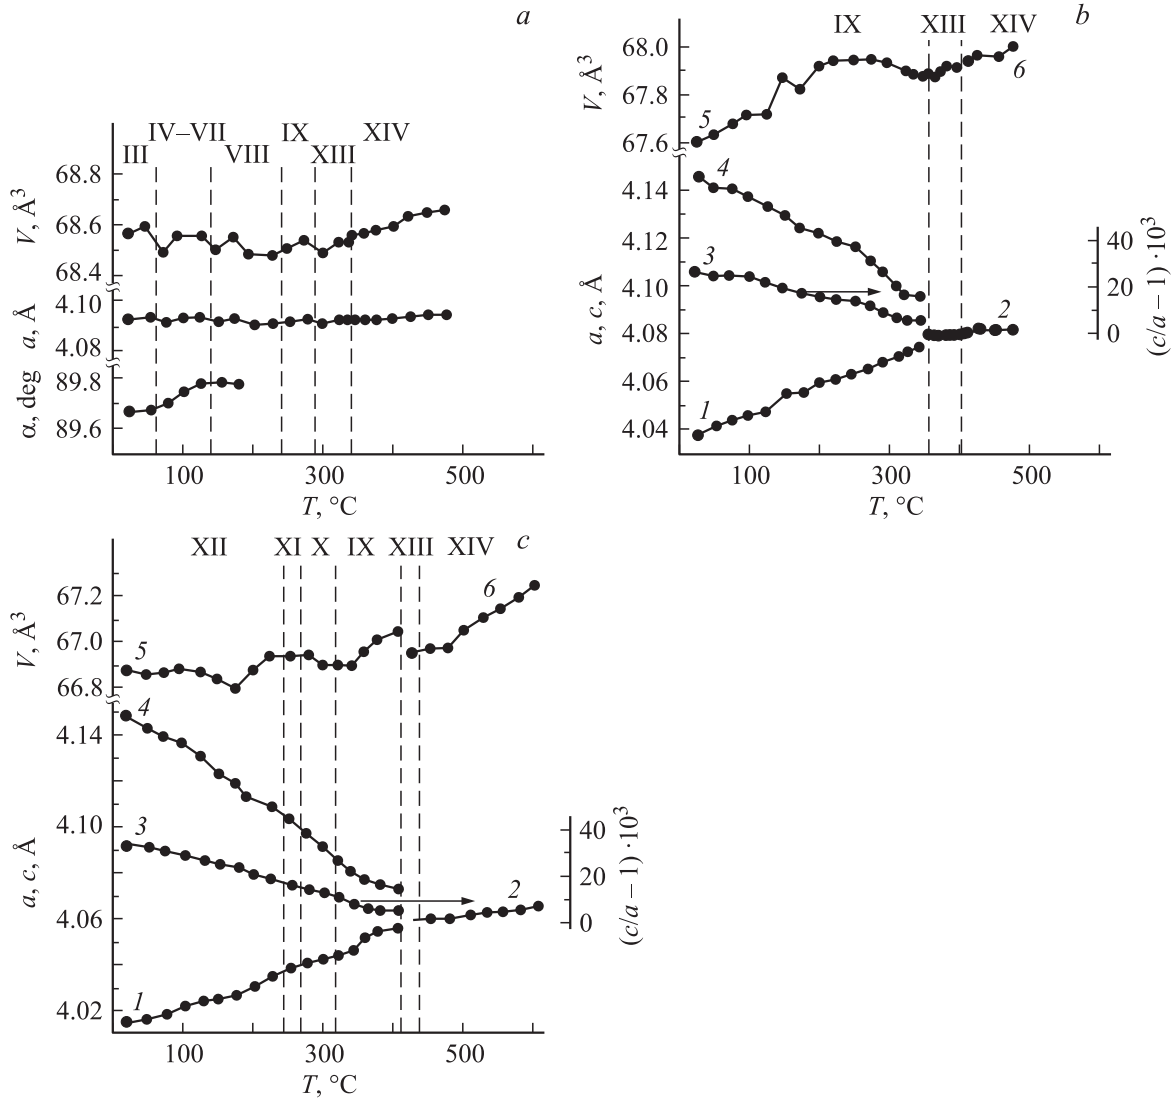 a
IV–VII
IX
XIV
III
VIII
XIII
68.8
68.6
68.4
V, Å³
4.10
4.08
a, Å
89.8
89.6
α, deg
100
300
500
T, °C
b
IX
XIII
XIV
68.0
67.8
67.6
V, Å³
5
6
4
4.14
4.12
4.10
4.08
4.06
4.04
a, c, Å
3
2
1
40
20
0
(c/a – 1) ·10³
100
300
500
T, °C
c
XII
XI
X
IX
XIII
XIV
67.2
67.0
66.8
V, Å³
5
6
4
4.14
4.10
4.06
4.02
a, c, Å
3
2
1
40
20
0
(c/a – 1) ·10³
100
300
500
T, °C